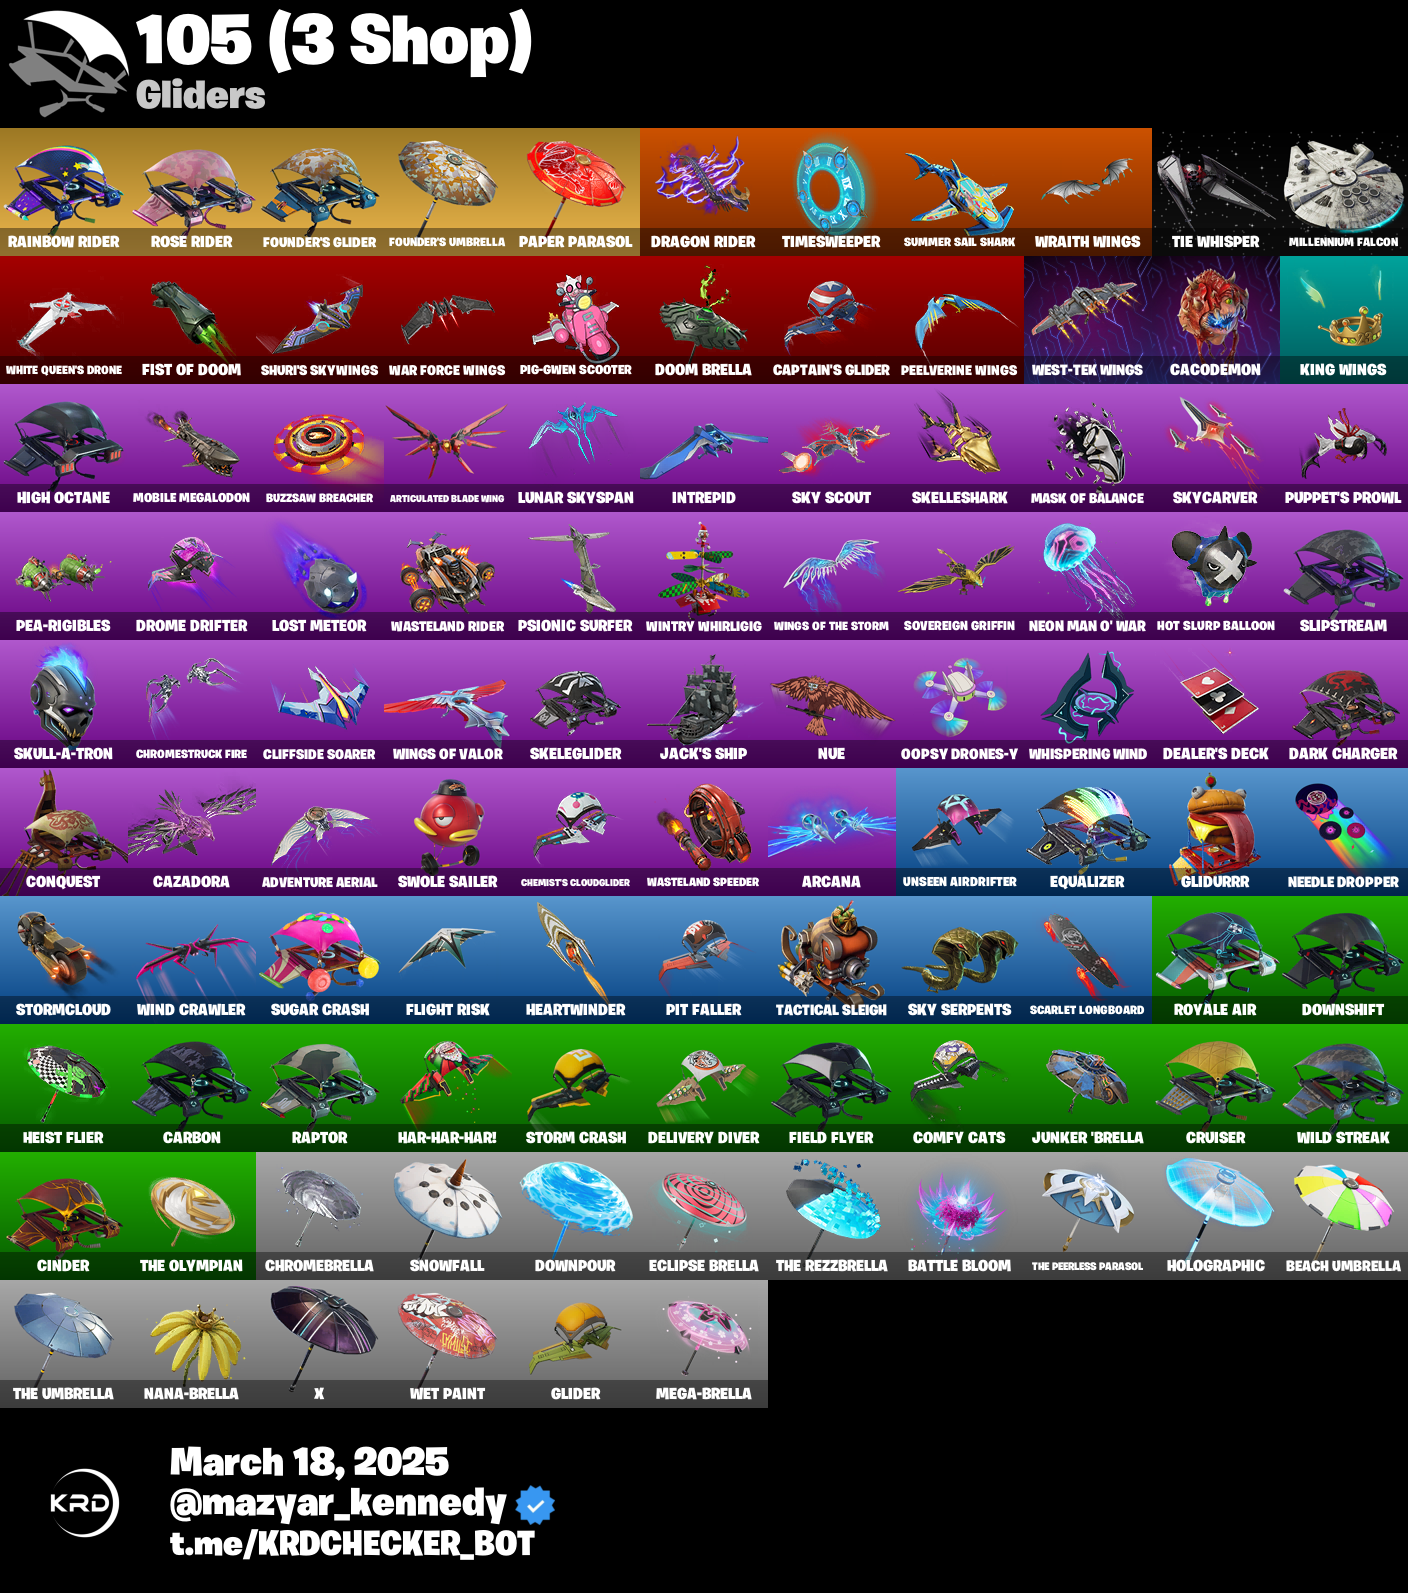 105 (3 Shop)
Gliders
RAINBOW RIDER ROSE RIDER FOUNDER'S GLIDER FOUNDER'S UMBRELLA PAPER PARASOL DRAGON RIDER TIMESWEEPER SUMMER SAIL SHARK WRAITH WINGS TIE WHISPER MILLENNIUM FALCON
WHITE QUEEN'S DRONE FIST OF DOOM SHURI'S SKYWINGS WAR FORCE WINGS PIG-GWEN SCOOTER DOOM BRELLA CAPTAIN'S GLIDER PEELVERINE WINGS WEST-TEK WINGS CACODEMON KING WINGS
HIGH OCTANE MOBILE MEGALODON BUZZSAW BREACHER ARTICULATED BLADE WING LUNAR SKYSPAN INTREPID SKY SCOUT SKELLESHARK MASK OF BALANCE SKYCARVER PUPPET'S PROWL
PEA-RIGIBLES DROME DRIFTER LOST METEOR WASTELAND RIDER PSIONIC SURFER WINTRY WHIRLIGIG WINGS OF THE STORM SOVEREIGN GRIFFIN NEON MAN O' WAR HOT SLURP BALLOON SLIPSTREAM
SKULL-A-TRON CHROMESTRUCK FIRE CLIFFSIDE SOARER WINGS OF VALOR SKELEGLIDER JACK'S SHIP NUE OOPSY DRONES-Y WHISPERING WIND DEALER'S DECK DARK CHARGER
CONQUEST CAZADORA ADVENTURE AERIAL SWOLE SAILER CHEMIST'S CLOUDGLIDER WASTELAND SPEEDER ARCANA UNSEEN AIRDRIFTER EQUALIZER GLIDURRR NEEDLE DROPPER
STORMCLOUD WIND CRAWLER SUGAR CRASH FLIGHT RISK HEARTWINDER PIT FALLER TACTICAL SLEIGH SKY SERPENTS SCARLET LONGBOARD ROYALE AIR DOWNSHIFT
HEIST FLIER CARBON RAPTOR HAR-HAR-HAR! STORM CRASH DELIVERY DIVER FIELD FLYER COMFY CATS JUNKER 'BRELLA CRUISER WILD STREAK
CINDER THE OLYMPIAN CHROMEBRELLA SNOWFALL DOWNPOUR ECLIPSE BRELLA THE REZZBRELLA BATTLE BLOOM THE PEERLESS PARASOL HOLOGRAPHIC BEACH UMBRELLA
THE UMBRELLA NANA-BRELLA X WET PAINT GLIDER MEGA-BRELLA
KRD
March 18, 2025
@mazyar_kennedy
t.me/KRDCHECKER_BOT